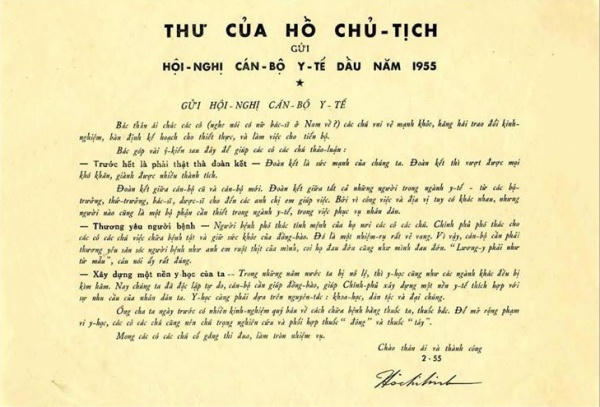 THƯ CỦA HỒ CHỦ-TỊCH
GỬI
HỘI-NGHỊ CÁN-BỘ Y-TẾ DẦU NĂM 1955
GỬI HỘI-NGHỊ CÁN-BỘ Y-TẾ
Bác thân ái chúc các cô (nghe nói có nữ bác-sĩ ở Nam về?) các chú vui vẻ mạnh khỏe, hăng hái trao đổi kinh-
nghiệm, bàn định kế hoạch cho thiết thực, và làm việc cho tiến bộ.
Bác góp vài ý-kiến sau đây để giúp các cô các chú thảo-luận :
— Trước hết là phải thật thà đoàn kết — Đoàn kết là sức mạnh của chúng ta. Đoàn kết thì vượt được mọi
khó khăn, giành được nhiều thành tích.
Đoàn kết giữa cán-bộ cũ và cán-bộ mới. Đoàn kết giữa tất cả những người trong ngành y-tế - từ các bộ-
trưởng, thứ-trưởng, bác-sĩ, dược-sĩ cho đến các anh chị em giúp việc. Bởi vì công việc và địa vị tuy có khác nhau, nhưng
người nào cũng là một bộ phận cần thiết trong ngành y-tế, trong việc phục vụ nhân dân.
— Thương yêu người bệnh — Người bệnh phó thác tính mệnh của họ nơi các cô các chú. Chính phủ phó thác cho
các cô các chú việc chữa bệnh tật và giữ sức khỏe của đồng-bào. Đó là một nhiệm-vụ rất vẻ vang. Vì vậy, cán-bộ cần phải
thương yêu săn sóc người bệnh như anh em ruột thịt của mình, coi họ đau đớn cũng như mình đau đớn. "Lương-y phải như
từ mẫu", câu nói ấy rất đúng.
— Xây dựng một nền y-học của ta -- Trong những năm nước ta bị nô lệ, thì y-học cũng như các ngành khác đều bị
kìm hãm. Nay chúng ta đã độc lập tự do, cán-bộ cần giúp đồng-bào, giúp Chính-phủ xây dựng một nền y-tế thích hợp với
sự nhu cầu của nhân dân ta. Y-học cũng phải dựa trên nguyên-tắc : khoa-học, dân tộc và đại chúng.
Ông cha ta ngày trước có nhiều kinh-nghiệm quý báu về cách chữa bệnh bằng thuốc ta, thuốc bắc. Để mở rộng phạm
vi y-học, các cô các chú cũng nên chú trọng nghiên cứu và phối hợp thuốc " đông" và thuốc "tây".
Mong các cô các chú cố gắng thi đua, làm tròn nhiệm vụ.
Chào thân ái và thành công
2-55
Hochiminh